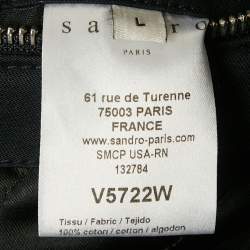 sandro
L
PARIS
61 rue de Turenne
75003 PARIS
FRANCE
www.sandro-paris.com
SMCP USA-RN
132784
V5722W
Tissu / Fabric / Tejido
100% coton / cotton / algodon